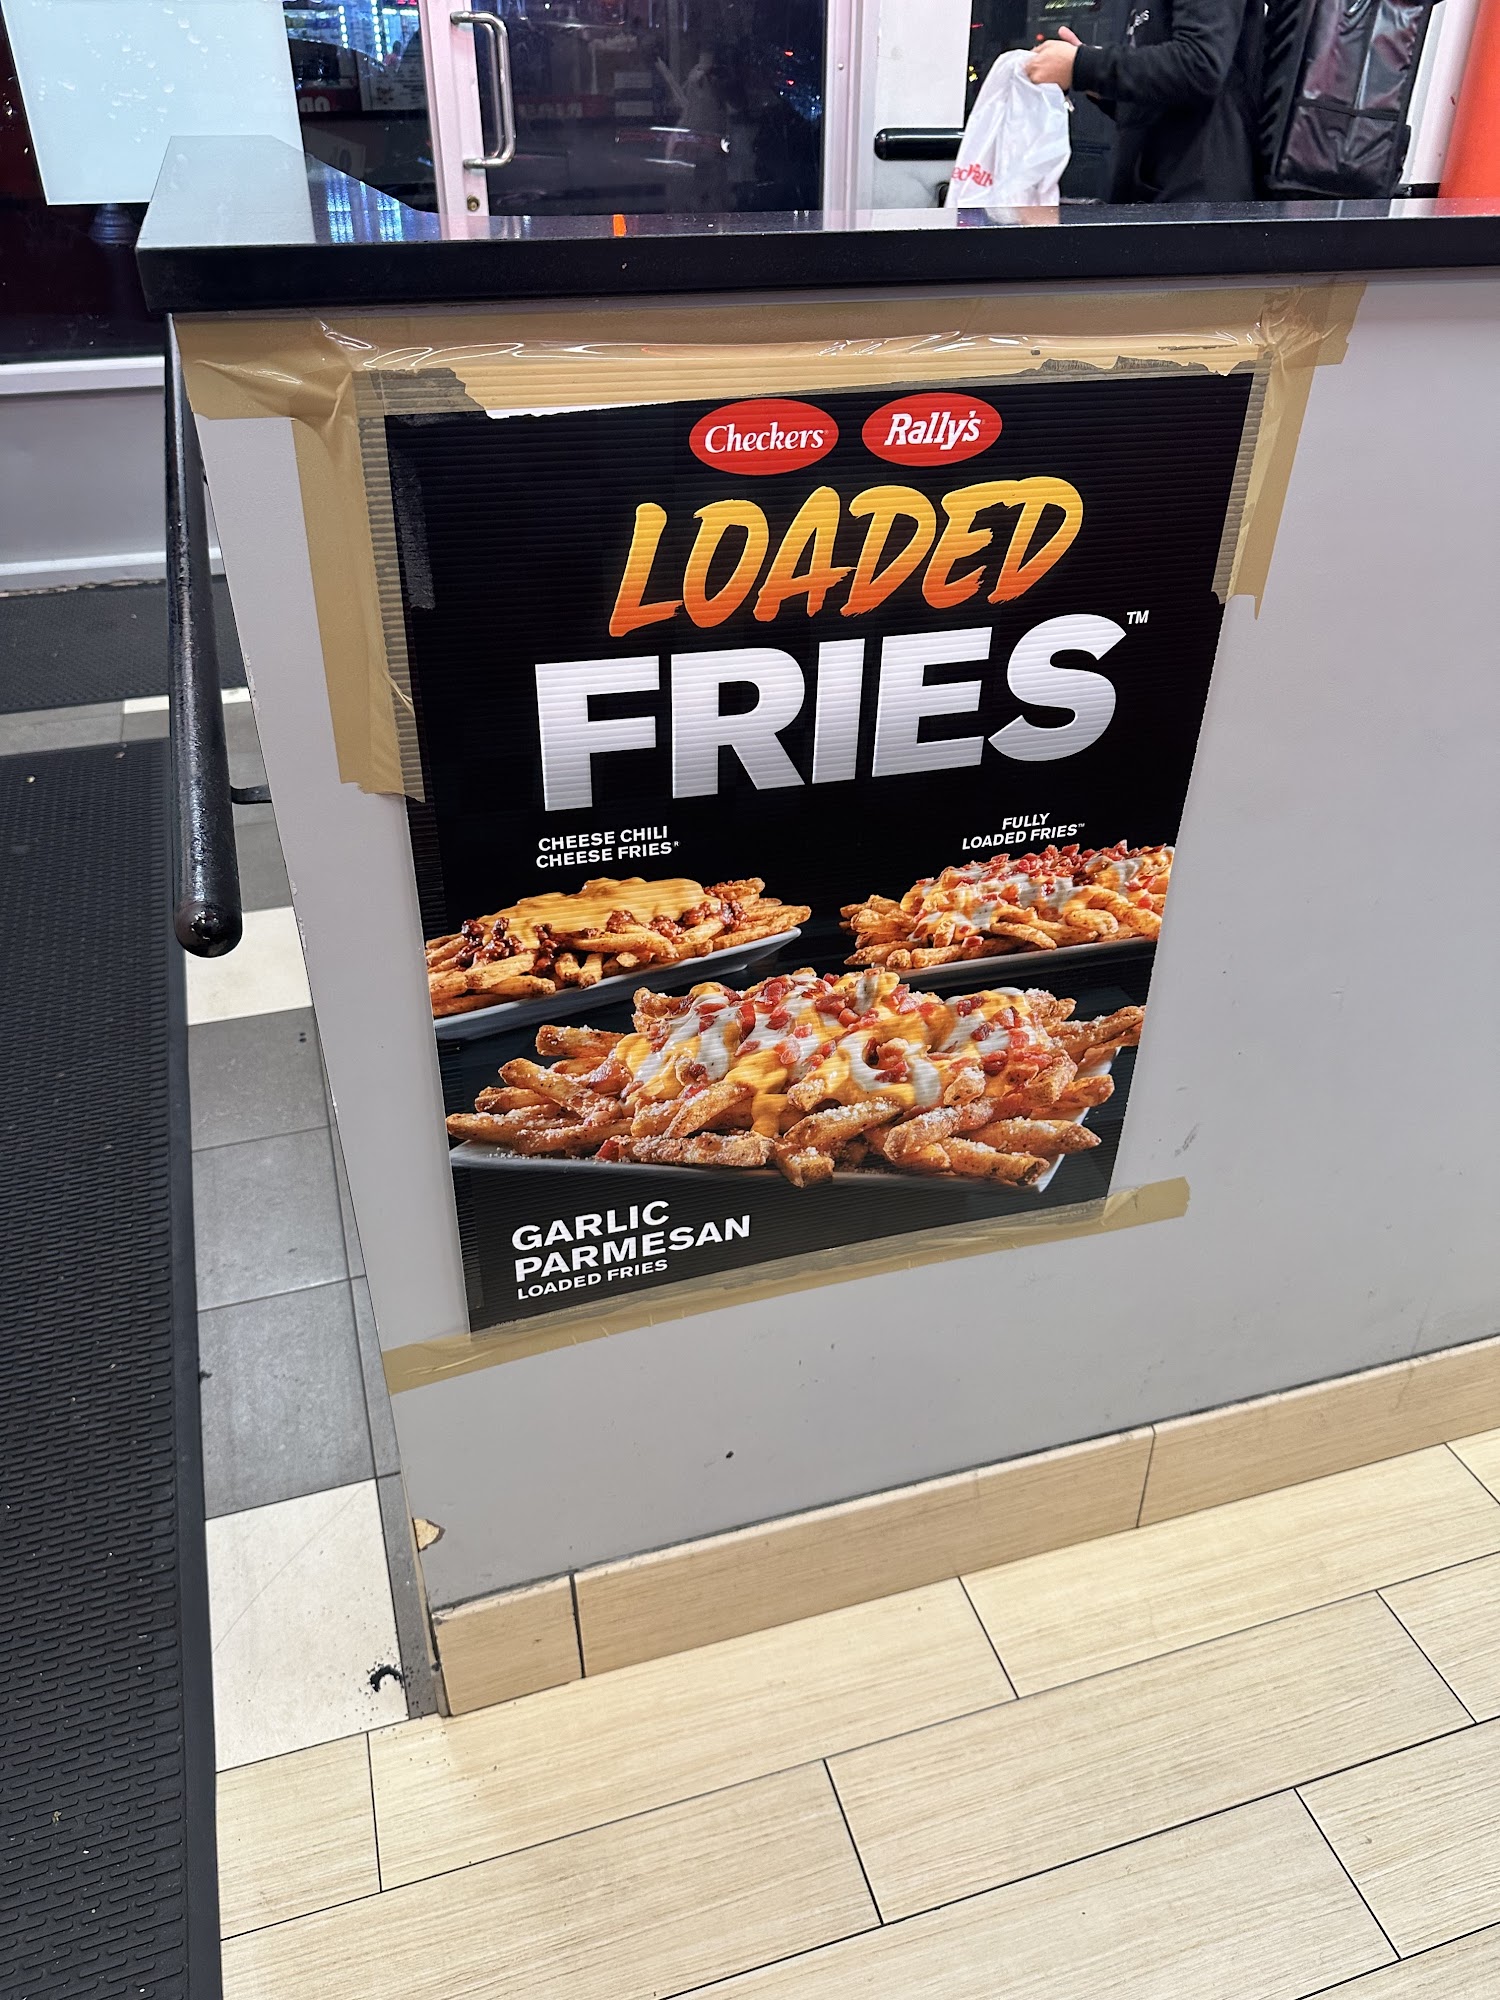 Checkers Rally's
LOADED
FRIES™
CHEESE CHILI
CHEESE FRIES®
FULLY
LOADED FRIES™
GARLIC
PARMESAN
LOADED FRIES